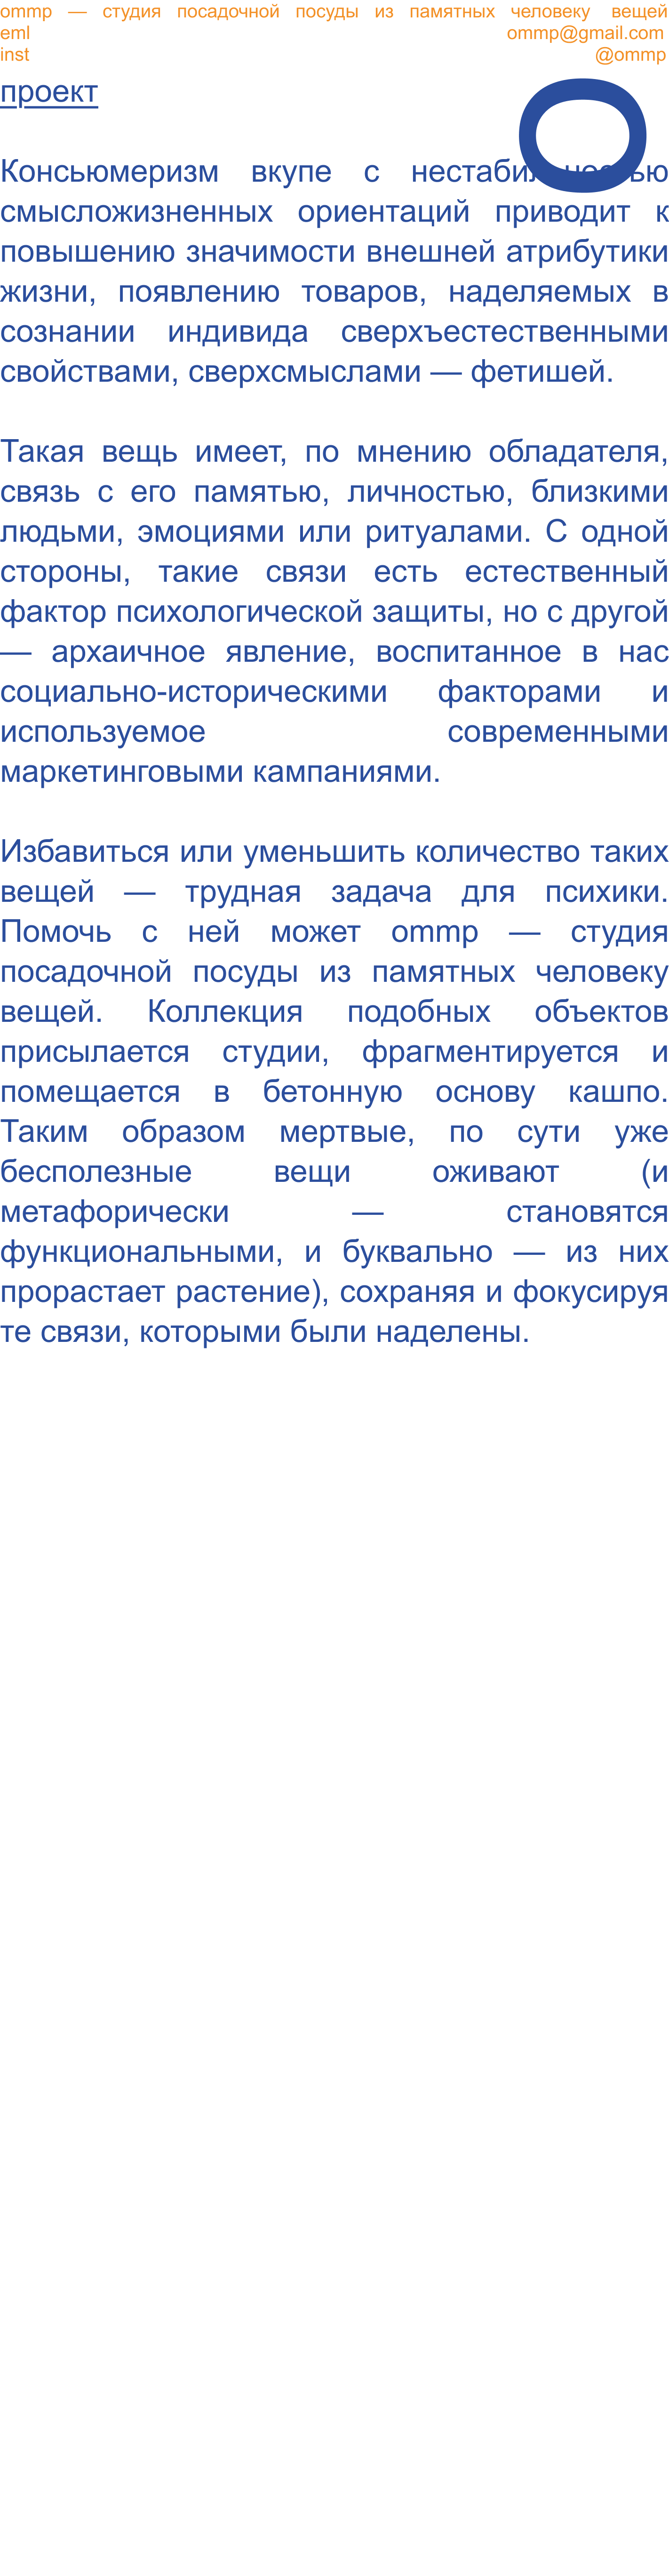 ommp — студия посадочной посуды из памятных человеку вещей
eml ommp@gmail.com
inst @ommp
проект
O
Консьюмеризм вкупе с нестабильностью
смысложизненных ориентаций приводит к
повышению значимости внешней атрибутики
жизни, появлению товаров, наделяемых в
сознании индивида сверхъестественными
свойствами, сверхсмыслами — фетишей.
Такая вещь имеет, по мнению обладателя,
связь с его памятью, личностью, близкими
людьми, эмоциями или ритуалами. С одной
стороны, такие связи есть естественный
фактор психологической защиты, но с другой
— архаичное явление, воспитанное в нас
социально-историческими факторами и
используемое современными
маркетинговыми кампаниями.
Избавиться или уменьшить количество таких
вещей — трудная задача для психики.
Помочь с ней может ommp — студия
посадочной посуды из памятных человеку
вещей. Коллекция подобных объектов
присылается студии, фрагментируется и
помещается в бетонную основу кашпо.
Таким образом мертвые, по сути уже
бесполезные вещи оживают (и
метафорически — становятся
функциональными, и буквально — из них
прорастает растение), сохраняя и фокусируя
те связи, которыми были наделены.